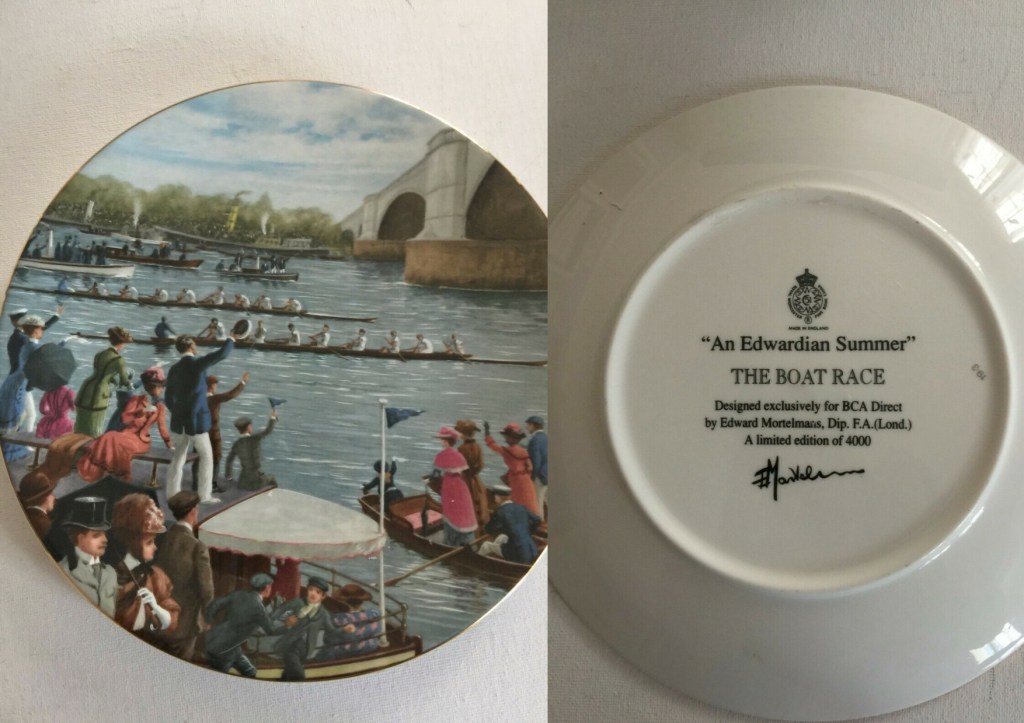 MADE IN ENGLAND
“An Edwardian Summer”
THE BOAT RACE
Designed exclusively for BCA Direct
by Edward Mortelmans, Dip. F.A.(Lond.)
A limited edition of 4000